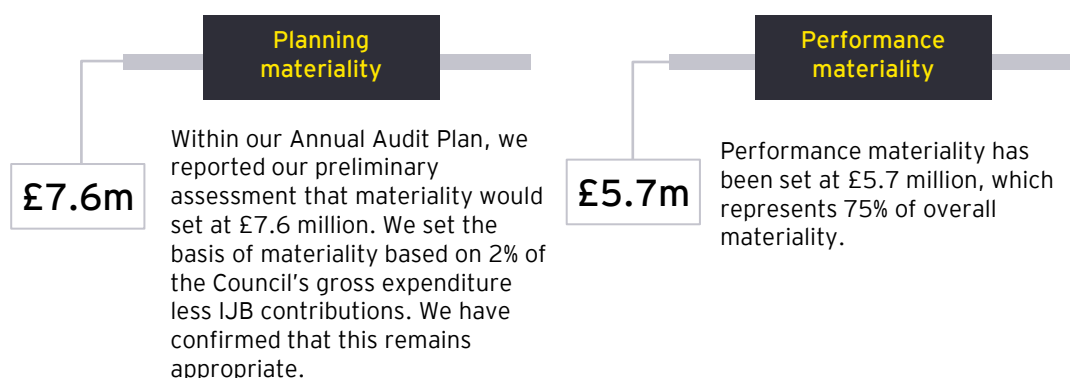 Planning
materiality
£7.6m
Within our Annual Audit Plan, we
reported our preliminary
assessment that materiality would
set at £7.6 million. We set the
basis of materiality based on 2% of
the Council's gross expenditure
less IJB contributions. We have
confirmed that this remains
appropriate.
Performance
materiality
£5.7m
Performance materiality has
been set at £5.7 million, which
represents 75% of overall
materiality.